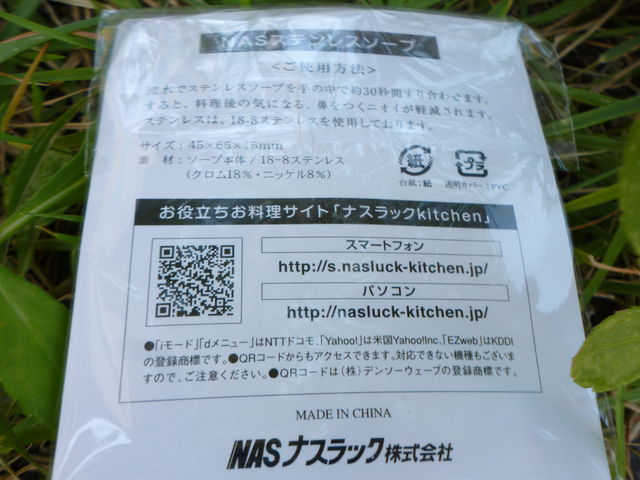 NASステンレスソープ
<ご使用方法>
流水でステンレスソープを手の中で約30秒間すり合わせます。
すると、料理後の気になる、鼻をつくニオイが軽減されます。
ステンレスは、18-8ステンレスを使用しております。
サイズ：45×65×15mm
素　材：ソープ本体/18-8ステンレス
（クロム18%・ニッケル8%）
紙
台紙：紙
プラ
透明カバー：PVC
お役立ちお料理サイト「ナスラックkitchen」
スマートフォン
http://s.nasluck-kitchen.jp/
パソコン
http://nasluck-kitchen.jp/
●「iモード」「dメニュー」はNTTドコモ、「Yahoo!」は米国Yahoo!Inc、「EZweb」はKDDI
の登録商標です。●QRコードからもアクセスできます。対応できない機種もございま
すので、ご注意ください。●QRコードは（株）デンソーウェーブの登録商標です。
MADE IN CHINA
NAS ナスラック株式会社